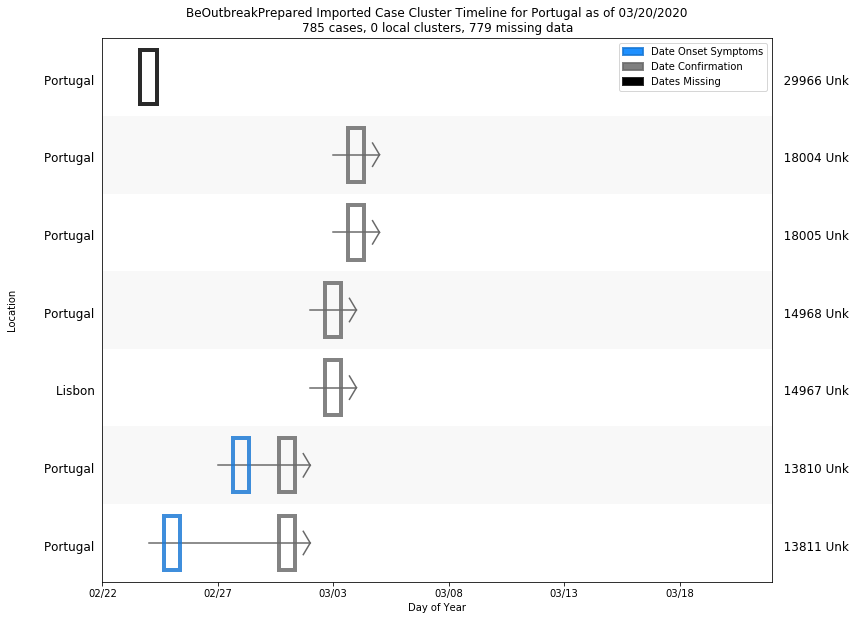 BeOutbreakPrepared Imported Case Cluster Timeline for Portugal as of 03/20/2020
785 cases, 0 local clusters, 779 missing data
Date Onset Symptoms
Date Confirmation
Dates Missing
Portugal 29966 Unk
Portugal 18004 Unk
Portugal 18005 Unk
Portugal 14968 Unk
Lisbon 14967 Unk
Portugal 13810 Unk
Portugal 13811 Unk
Location
02/22 02/27 03/03 03/08 03/13 03/18
Day of Year